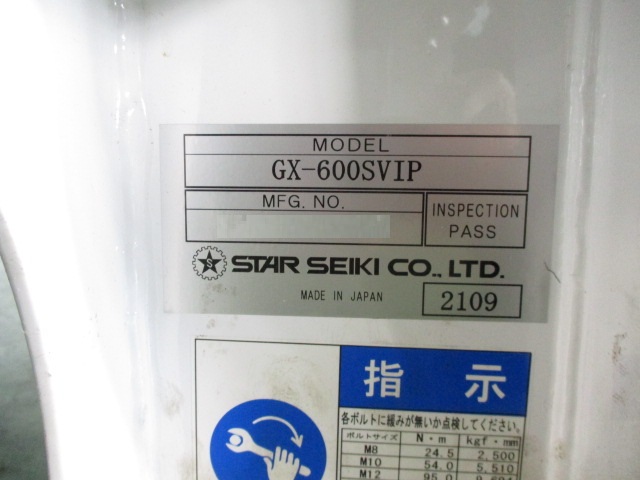 MODEL
GX-600SVIP
MFG. NO.
INSPECTION
PASS
STAR SEIKI CO., LTD.
MADE IN JAPAN
2109
指示
各ボルトに緩みが無いか点検してください。
ボルトサイズ N・m kgf・mm
M8 24.5 2,500
M10 54.0 5,510
M12 95.0